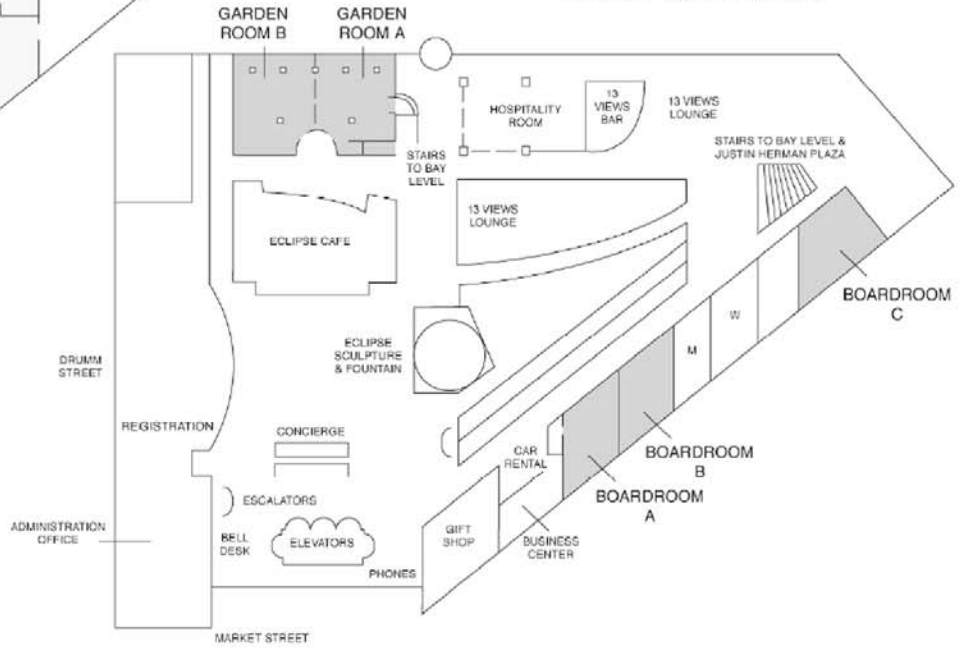 GARDEN
ROOM B
GARDEN
ROOM A
HOSPITALITY
ROOM
13
VIEWS
BAR
13 VIEWS
LOUNGE
STAIRS TO BAY LEVEL &
JUSTIN HERMAN PLAZA
STAIRS
TO BAY
LEVEL
13 VIEWS
LOUNGE
ECLIPSE CAFE
BOARDROOM
C
W
M
ECLIPSE
SCULPTURE
& FOUNTAIN
DRUMM
STREET
REGISTRATION
CONCIERGE
CAR
RENTAL
BOARDROOM
B
BOARDROOM
A
ESCALATORS
ADMINISTRATION
OFFICE
BELL
DESK
ELEVATORS
GIFT
SHOP
BUSINESS
CENTER
PHONES
MARKET STREET